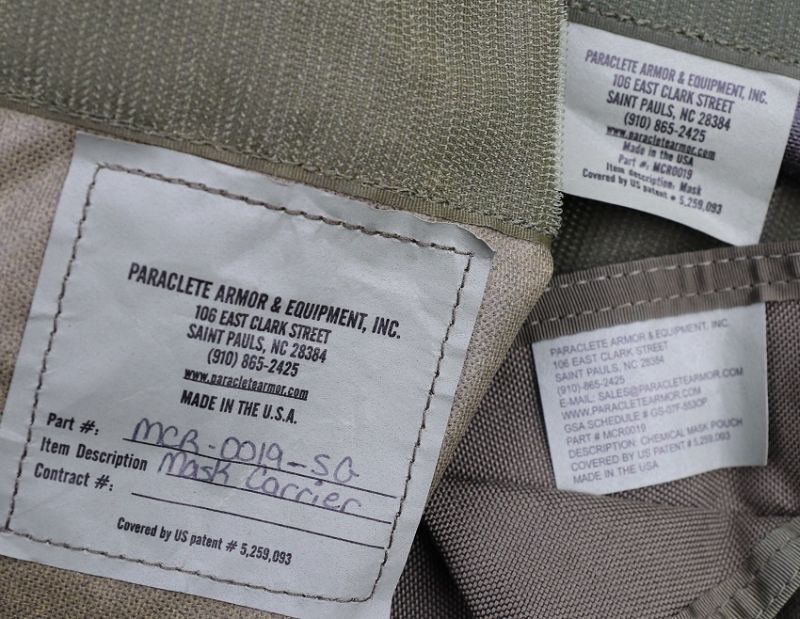 PARACLETE ARMOR & EQUIPMENT, INC.
106 EAST CLARK STREET
SAINT PAULS, NC 28384
(910) 865-2425
www.paracletearmor.com
MADE IN THE U.S.A.
Part #: MCR-0019-SG
Item Description Mask Carrier
Contract #:
Covered by US patent # 5,259,093
PARACLETE ARMOR & EQUIPMENT, INC.
106 EAST CLARK STREET
SAINT PAULS, NC 28384
(910) 865-2425
www.paracletearmor.com
Made in the USA
Part #: MCR0019
Item description: Mask
Covered by US patent # 5,259,093
PARACLETE ARMOR & EQUIPMENT, INC.
106 EAST CLARK STREET
SAINT PAULS, NC 28384
(910)-865-2425
E-MAIL: SALES@PARACLETEARMOR.COM
WWW.PARACLETEARMOR.COM
GSA SCHEDULE # GS-07F-5530P
PART # MCR0019
DESCRIPTION: CHEMICAL MASK POUCH
COVERED BY US PATENT # 5,259,093